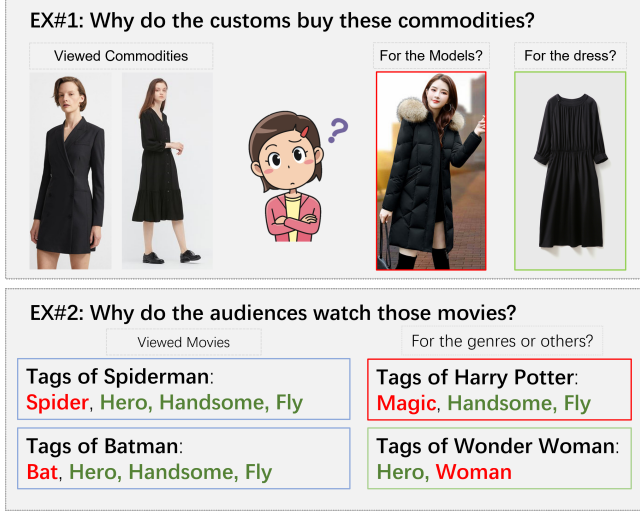 EX#1: Why do the customs buy these commodities?
Viewed Commodities
For the Models?
For the dress?
?
EX#2: Why do the audiences watch those movies?
Viewed Movies
For the genres or others?
Tags of Spiderman:
Spider, Hero, Handsome, Fly
Tags of Harry Potter:
Magic, Handsome, Fly
Tags of Batman:
Bat, Hero, Handsome, Fly
Tags of Wonder Woman:
Hero, Woman